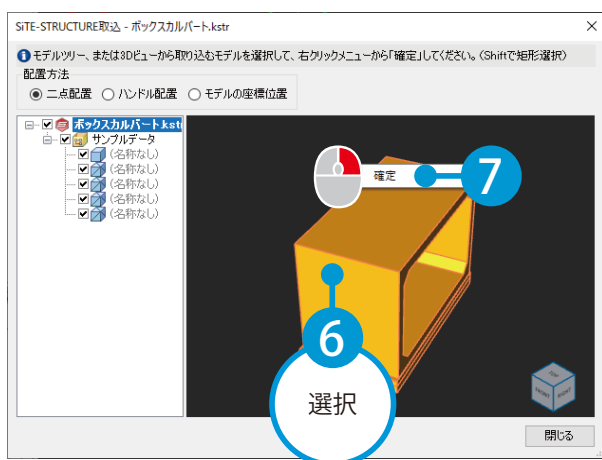 SiTE-STRUCTURE取込 - ボックスカルバート.kstr
モデルツリー、または3Dビューから取り込むモデルを選択して、右クリックメニューから「確定」してください。（Shiftで矩形選択）
配置方法
二点配置 ハンドル配置 モデルの座標位置
ボックスカルバート.kstr
サンプルデータ
(名称なし)
(名称なし)
(名称なし)
(名称なし)
(名称なし)
確定
7
6
選択
TOP
FRONT RIGHT
閉じる